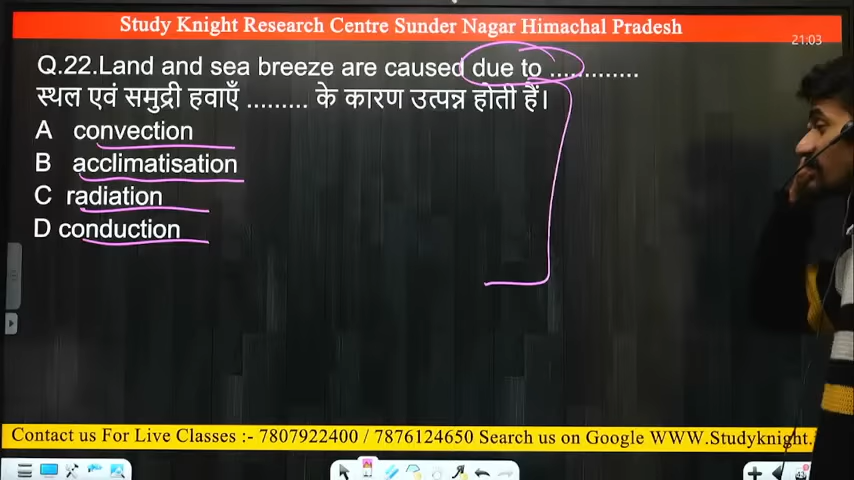 Study Knight Research Centre Sunder Nagar Himachal Pradesh
21:03
Q.22.Land and sea breeze are caused due to ..............
स्थल एवं समुद्री हवाएँ ......... के कारण उत्पन्न होती हैं।
A convection
B acclimatisation
C radiation
D conduction
Contact us For Live Classes :- 7807922400 / 7876124650 Search us on Google WWW.Studyknight.
43